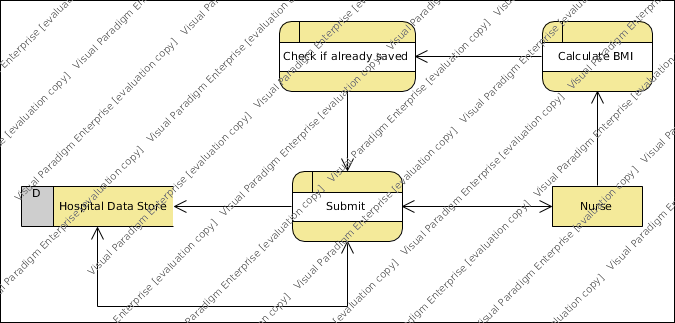 Check if already saved
Calculate BMI
D
Hospital Data Store
Submit
Nurse
Visual Paradigm Enterprise [evaluation copy]